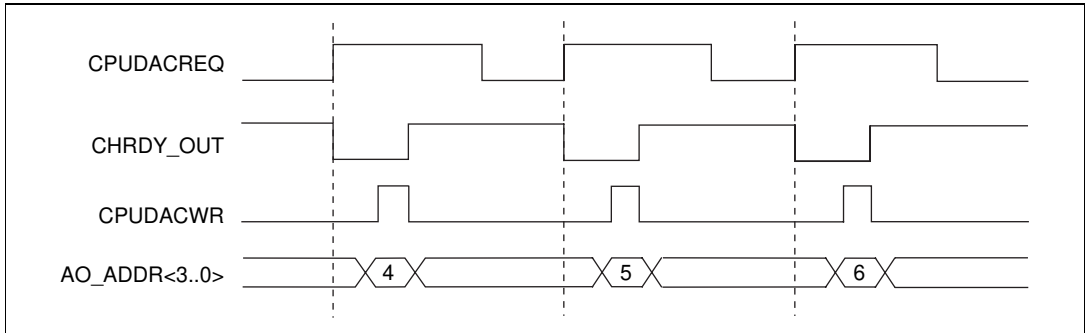 CPUDACREQ
CHRDY_OUT
CPUDACWR
AO_ADDR<3..0> 4 5 6